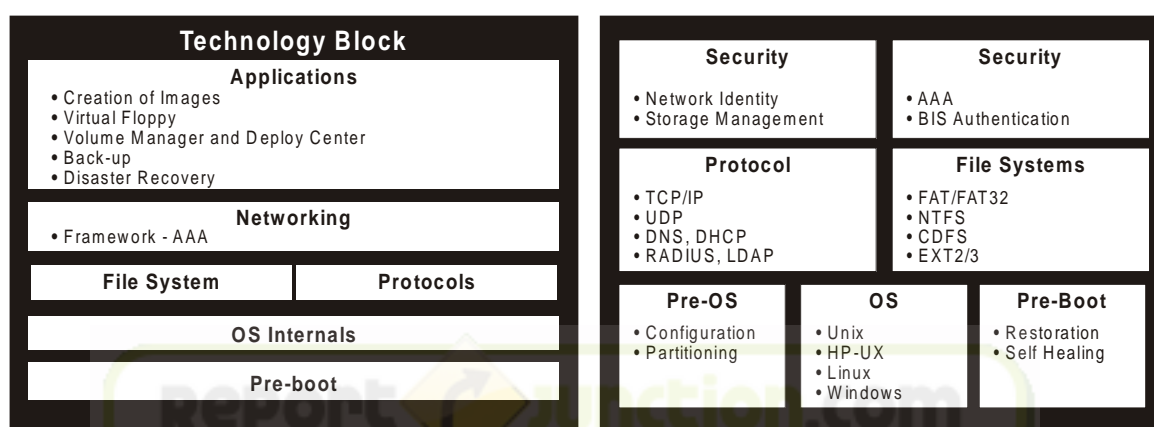 Technology Block
Applications
• Creation of Images
• Virtual Floppy
• Volume Manager and Deploy Center
• Back-up
• Disaster Recovery
Networking
• Framework - AAA
File System
Protocols
OS Internals
Pre-boot
Security
• Network Identity
• Storage Management
Security
• AAA
• BIS Authentication
Protocol
• TCP/IP
• UDP
• DNS, DHCP
• RADIUS, LDAP
File Systems
• FAT/FAT32
• NTFS
• CDFS
• EXT2/3
Pre-OS
• Configuration
• Partitioning
OS
• Unix
• HP-UX
• Linux
• Windows
Pre-Boot
• Restoration
• Self Healing
Report Junction.com